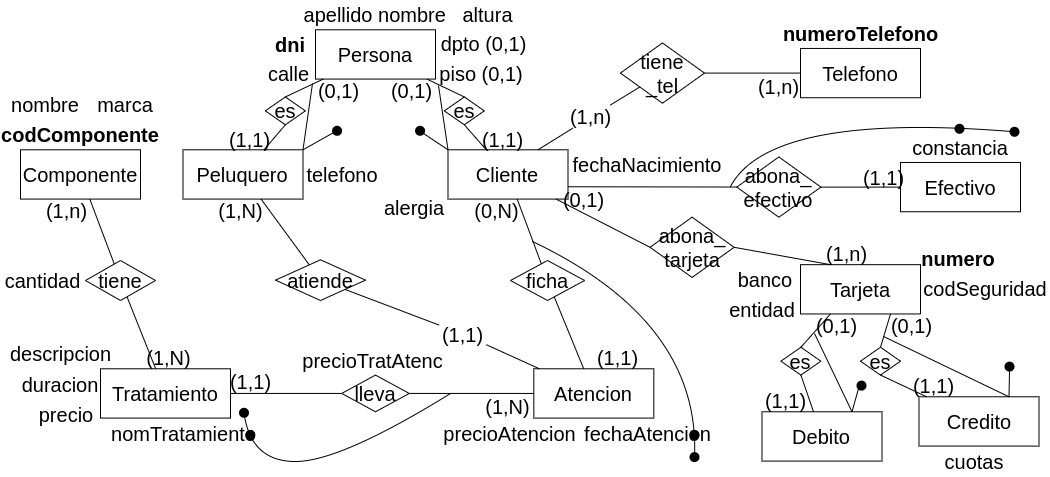 apellido nombre altura
dni Persona dpto (0,1)
calle piso (0,1)
(0,1) (0,1)
es es
(1,1) (1,1)
numeroTelefono
tiene_tel Telefono
(1,n) (1,n)
nombre marca
codComponente
Componente Peluquero telefono Cliente fechaNacimiento
constancia
abona_efectivo (1,1) Efectivo
(1,n) (1,N) alergia (0,N) (0,1)
abona_tarjeta (1,n)
numero
banco Tarjeta codSeguridad
entidad
(0,1) (0,1)
cantidad tiene atiende ficha
es es
(1,1) (1,1)
Debito Credito
cuotas
(1,1)
descripcion (1,N) precioTratAtenc (1,1)
duracion Tratamiento (1,1) lleva Atencion
precio (1,N)
nomTratamiento precioAtencion fechaAtencion